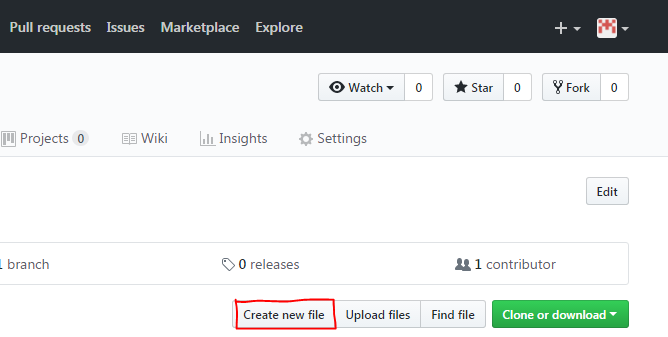 Pull requests Issues Marketplace Explore
Watch 0 Star 0 Fork 0
Projects 0 Wiki Insights Settings
Edit
1 branch 0 releases 1 contributor
Create new file Upload files Find file Clone or download